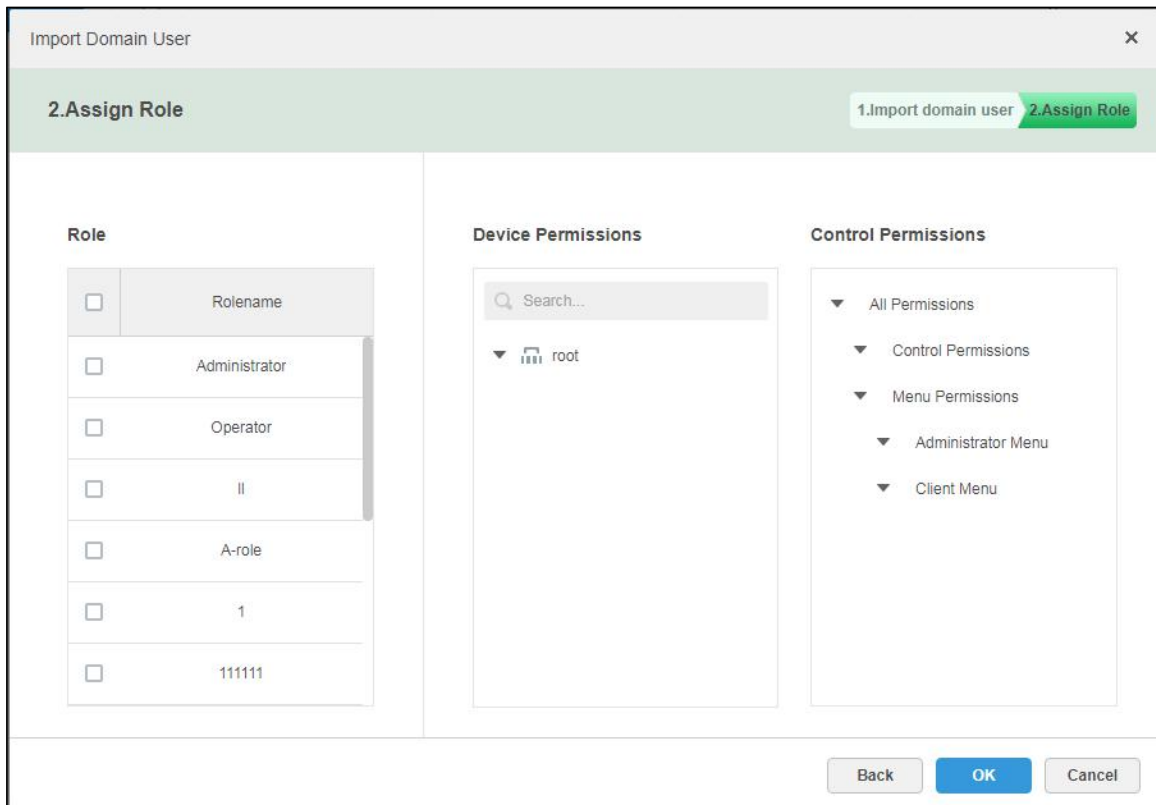 Import Domain User
2.Assign Role
1.Import domain user 2.Assign Role
Role
Rolename
Administrator
Operator
II
A-role
1
111111
Device Permissions
Search...
root
Control Permissions
All Permissions
Control Permissions
Menu Permissions
Administrator Menu
Client Menu
Back OK Cancel